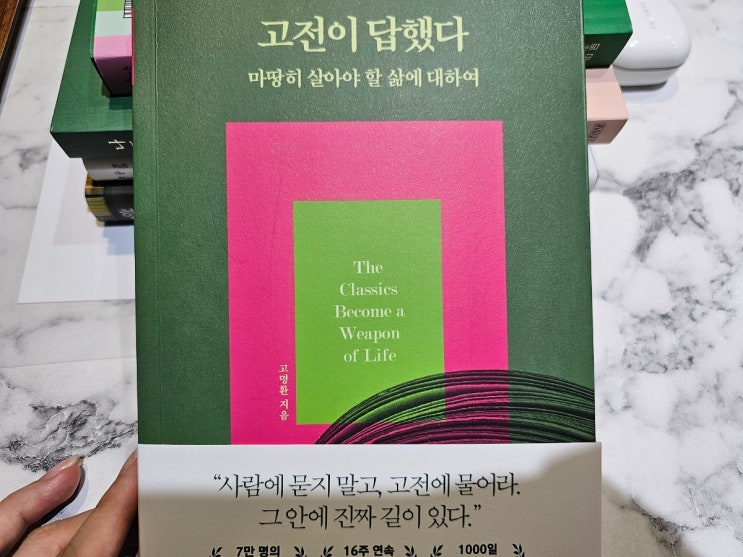 고전이 답했다
마땅히 살아야 할 삶에 대하여
The
Classics
Become a
Weapon
of Life
고명환 지음
“사람에 묻지 말고, 고전에 물어라.
그 안에 진짜 길이 있다.”
7만 명의 16주 연속 1000일